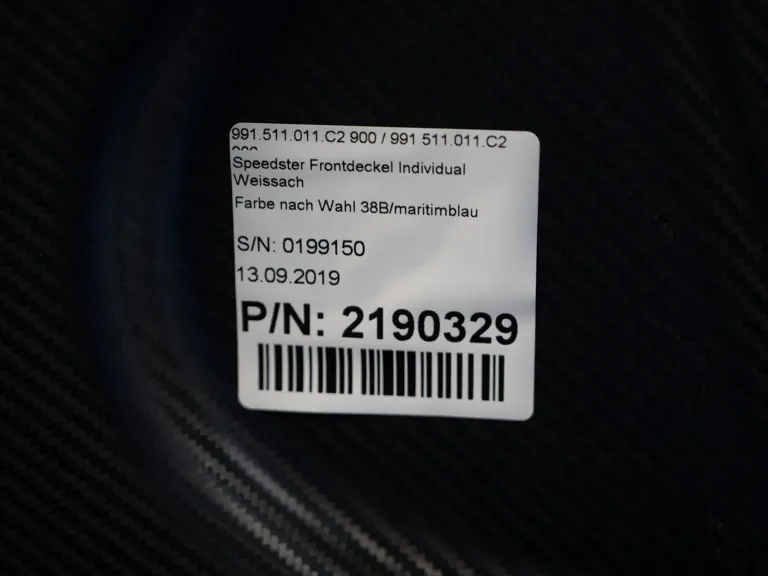 991.511.011.C2 900 / 991 511.011.C2
Speedster Frontdeckel Individual
Weissach
Farbe nach Wahl 38B/maritimblau
S/N: 0199150
13.09.2019
P/N: 2190329